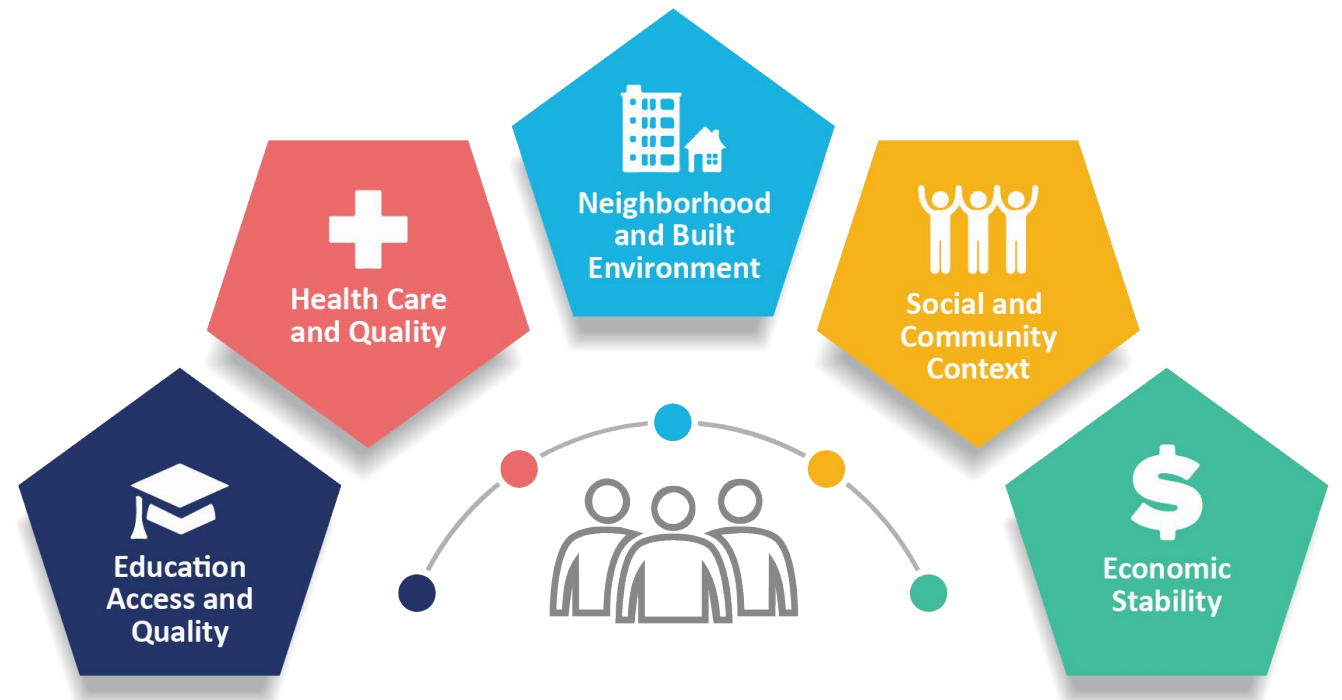 Neighborhood
and Built
Environment
Health Care
and Quality
Social and
Community
Context
Education
Access and
Quality
Economic
Stability